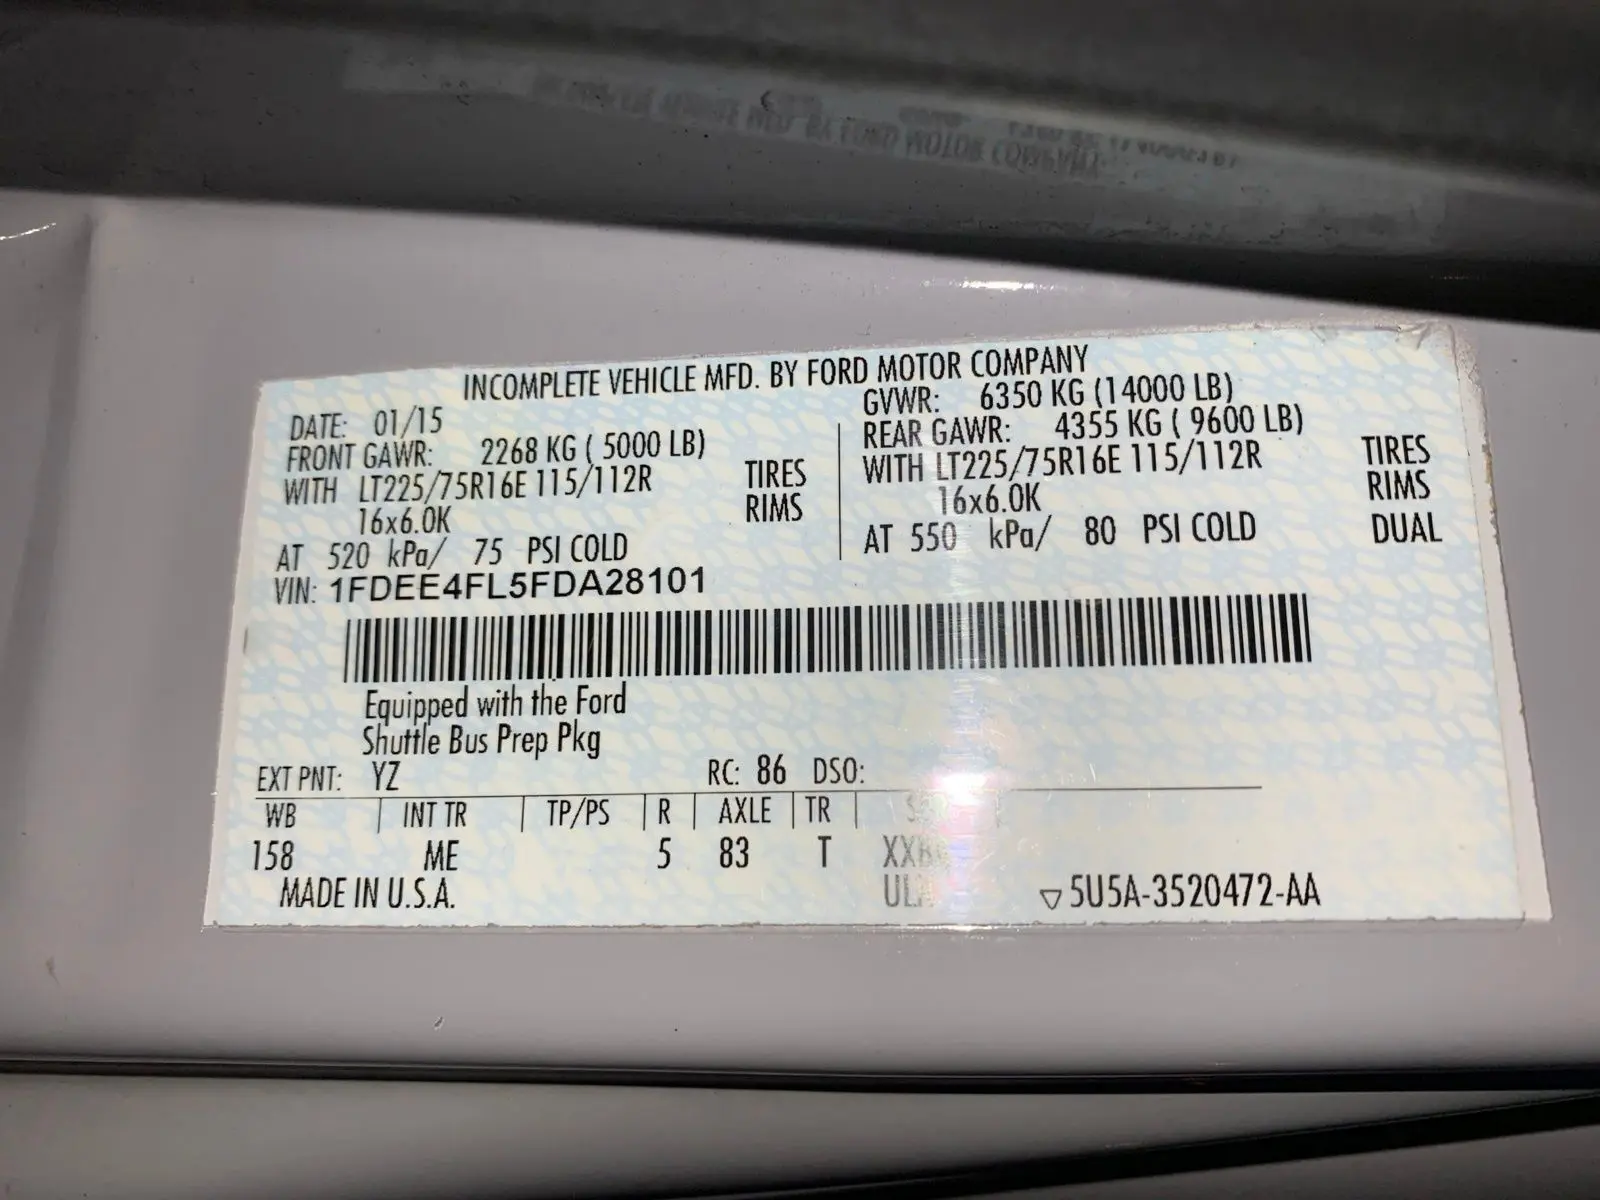 INCOMPLETE VEHICLE MFD. BY FORD MOTOR COMPANY
DATE: 01/15
GVWR: 6350 KG (14000 LB)
FRONT GAWR: 2268 KG ( 5000 LB)
REAR GAWR: 4355 KG ( 9600 LB)
WITH LT225/75R16E 115/112R TIRES
WITH LT225/75R16E 115/112R TIRES
16x6.0K RIMS
16x6.0K RIMS
AT 520 kPa/ 75 PSI COLD
AT 550 kPa/ 80 PSI COLD DUAL
VIN: 1FDEE4FL5FDA28101
Equipped with the Ford
Shuttle Bus Prep Pkg
EXT PNT: YZ RC: 86 DSO:
WB INT TR TP/PS R AXLE TR
158 ME 5 83 T
MADE IN U.S.A. ▽5U5A-3520472-AA